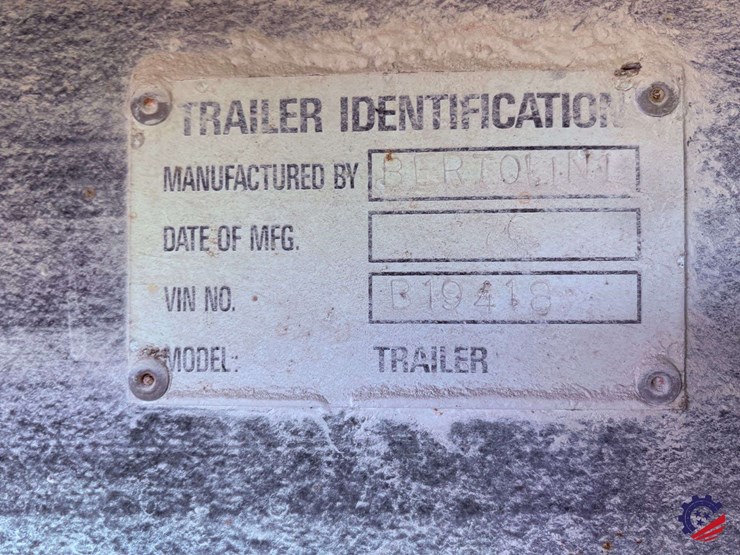 TRAILER IDENTIFICATION
MANUFACTURED BY BERTOLINI
DATE OF MFG.
VIN NO. B19418
MODEL: TRAILER